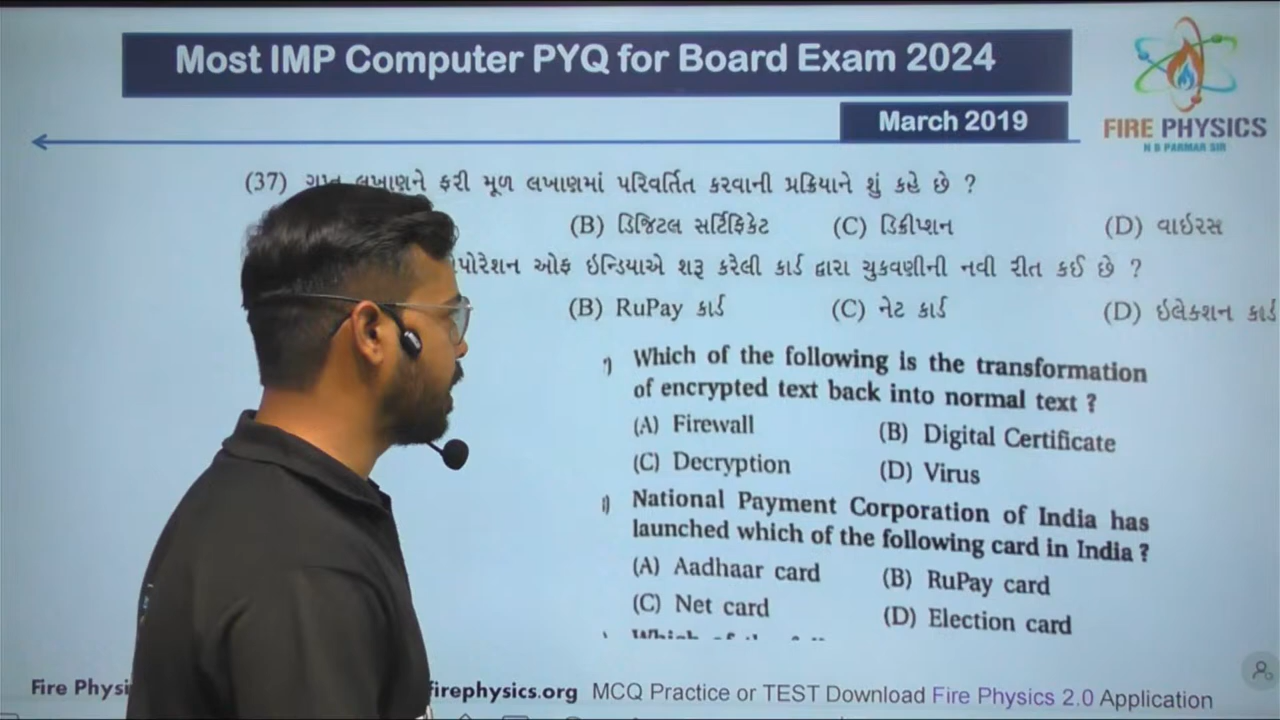 Most IMP Computer PYQ for Board Exam 2024
March 2019
FIRE PHYSICS
N B PARMAR SIR
(37) ગુપ્ત લખાણને ફરી મૂળ લખાણમાં પરિવર્તિત કરવાની પ્રક્રિયાને શું કહે છે ?
(B) ડિજિટલ સર્ટિફિકેટ (C) ડિક્રીપ્શન (D) વાઇરસ
પોરેશન ઓફ ઇન્ડિયાએ શરૂ કરેલી કાર્ડ દ્વારા ચુકવણીની નવી રીત કઈ છે ?
(B) RuPay કાર્ડ (C) નેટ કાર્ડ (D) ઇલેક્શન કાર્ડ
Which of the following is the transformation
of encrypted text back into normal text ?
(A) Firewall (B) Digital Certificate
(C) Decryption (D) Virus
National Payment Corporation of India has
launched which of the following card in India ?
(A) Aadhaar card (B) RuPay card
(C) Net card (D) Election card
Fire Physi firephysics.org MCQ Practice or TEST Download Fire Physics 2.0 Application